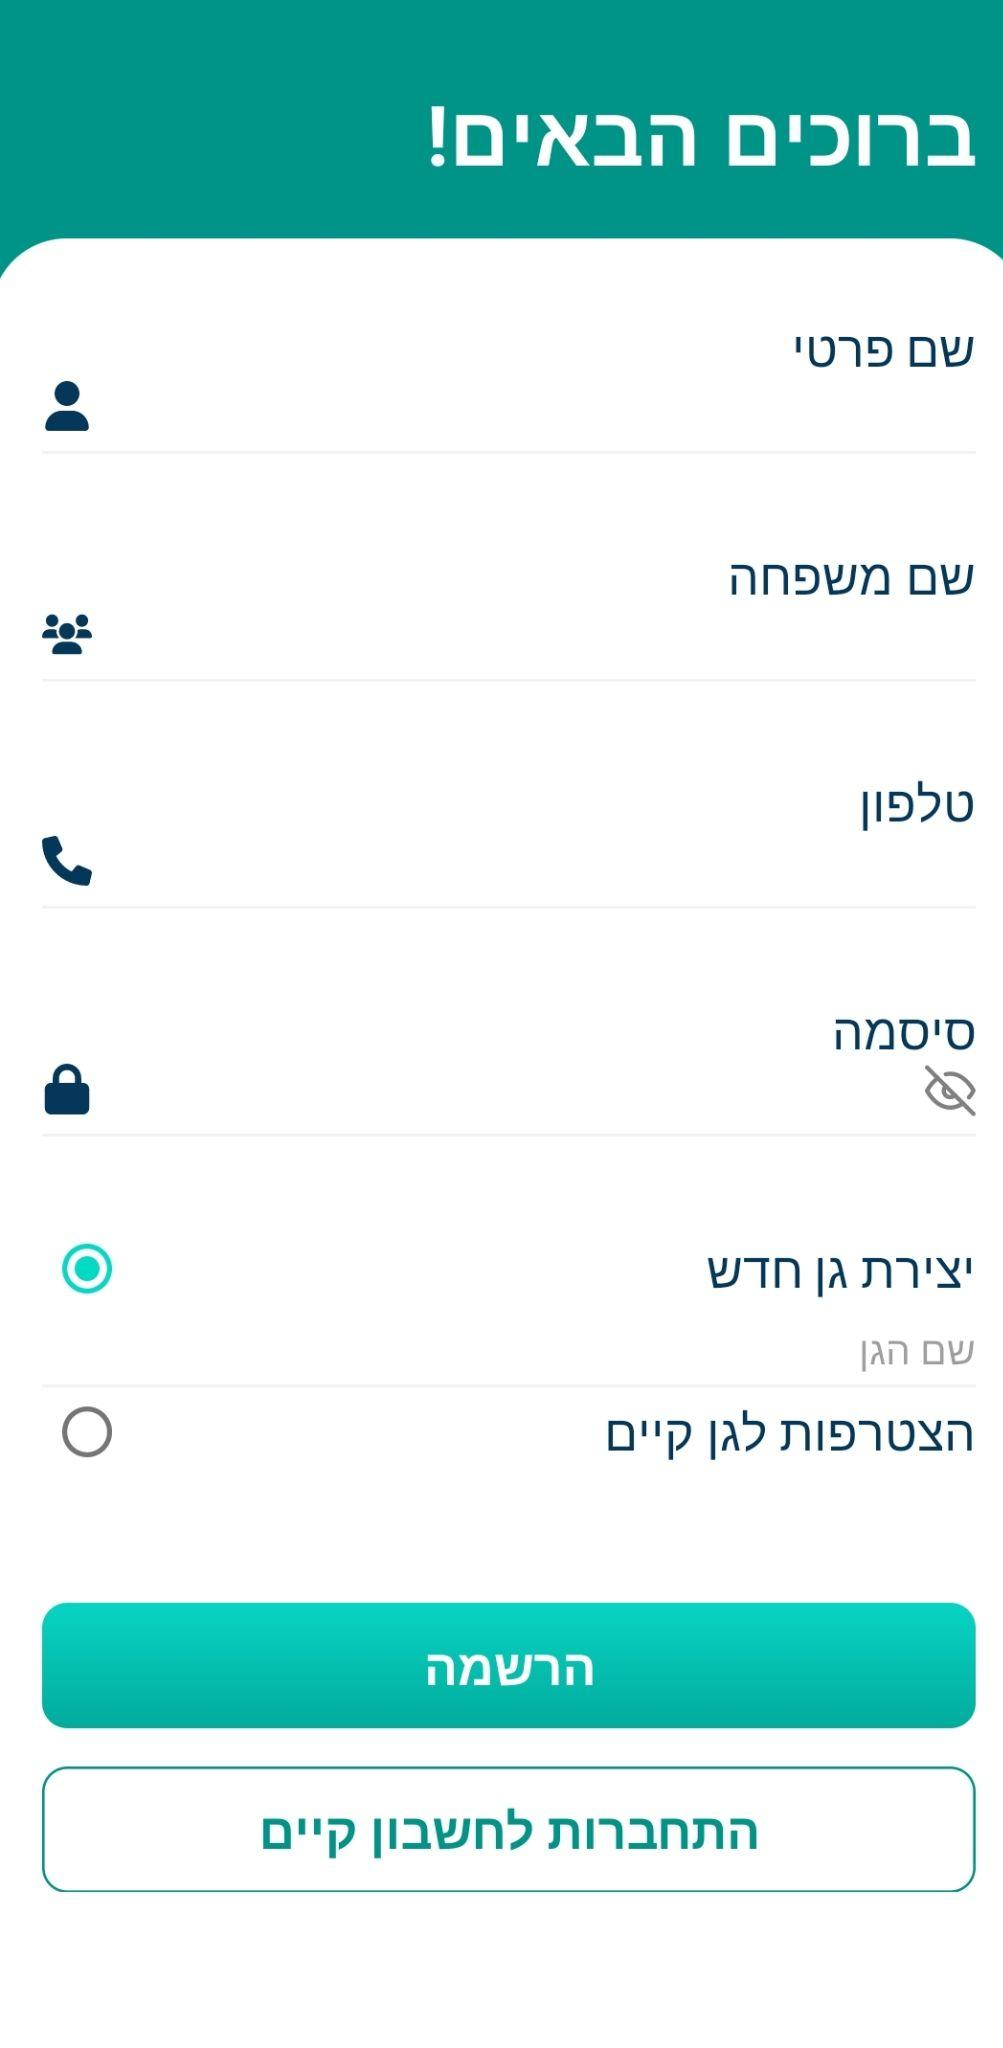 ברוכים הבאים!
שם פרטי
שם משפחה
טלפון
סיסמה
יצירת גן חדש
שם הגן
הצטרפות לגן קיים
הרשמה
התחברות לחשבון קיים